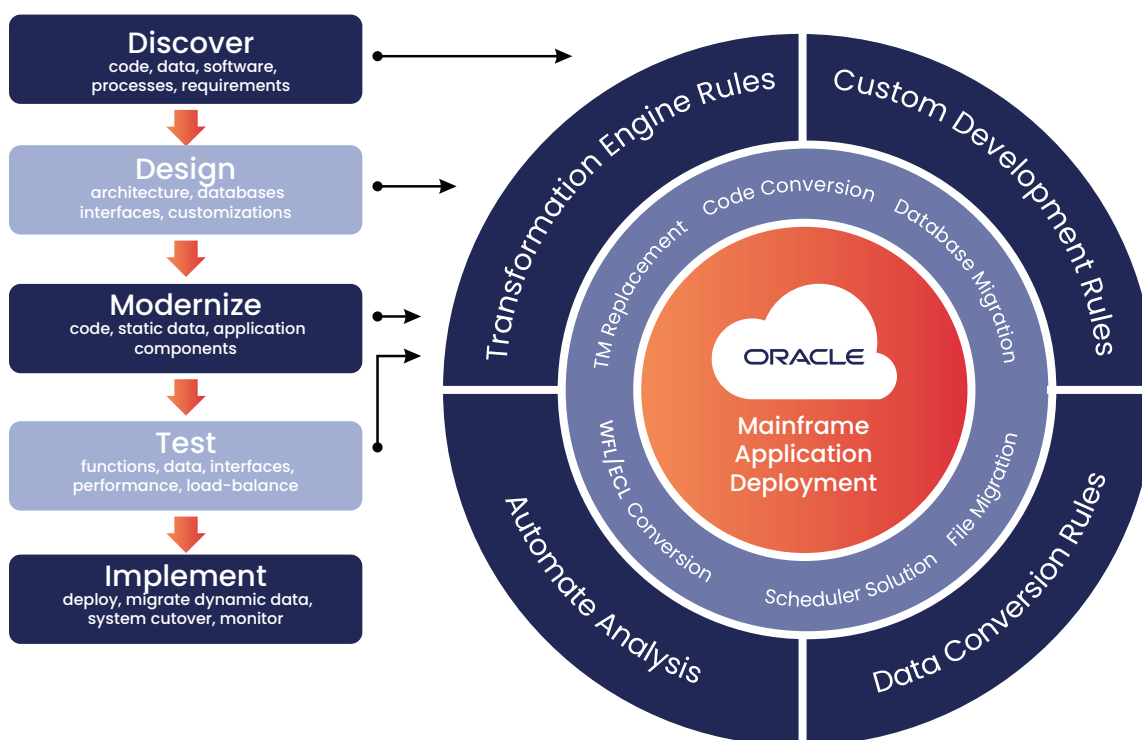 Discover
code, data, software,
processes, requirements
Design
architecture, databases
interfaces, customizations
Modernize
code, static data, application
components
Test
functions, data, interfaces,
performance, load-balance
Implement
deploy, migrate dynamic data,
system cutover, monitor
Transformation Engine Rules
Custom Development Rules
Automate Analysis
Data Conversion Rules
TM Replacement
Code Conversion
Database Migration
WFL/ECL Conversion
Scheduler Solution
File Migration
ORACLE
Mainframe
Application
Deployment